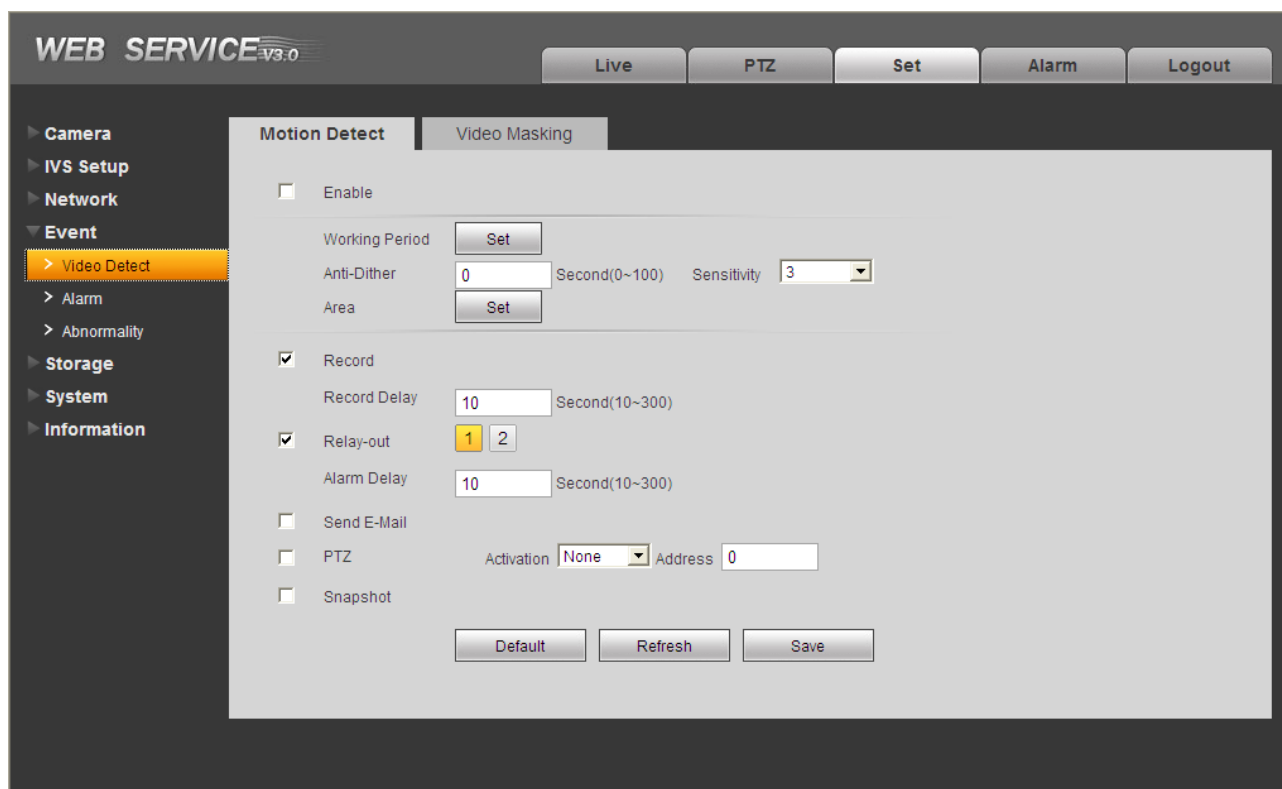 WEB SERVICE V3.0
Live PTZ Set Alarm Logout
Camera
IVS Setup
Network
Event
Video Detect
Alarm
Abnormality
Storage
System
Information
Motion Detect Video Masking
Enable
Working Period Set
Anti-Dither 0 Second(0~100) Sensitivity 3
Area Set
Record
Record Delay 10 Second(10~300)
Relay-out 1 2
Alarm Delay 10 Second(10~300)
Send E-Mail
PTZ Activation None Address 0
Snapshot
Default Refresh Save